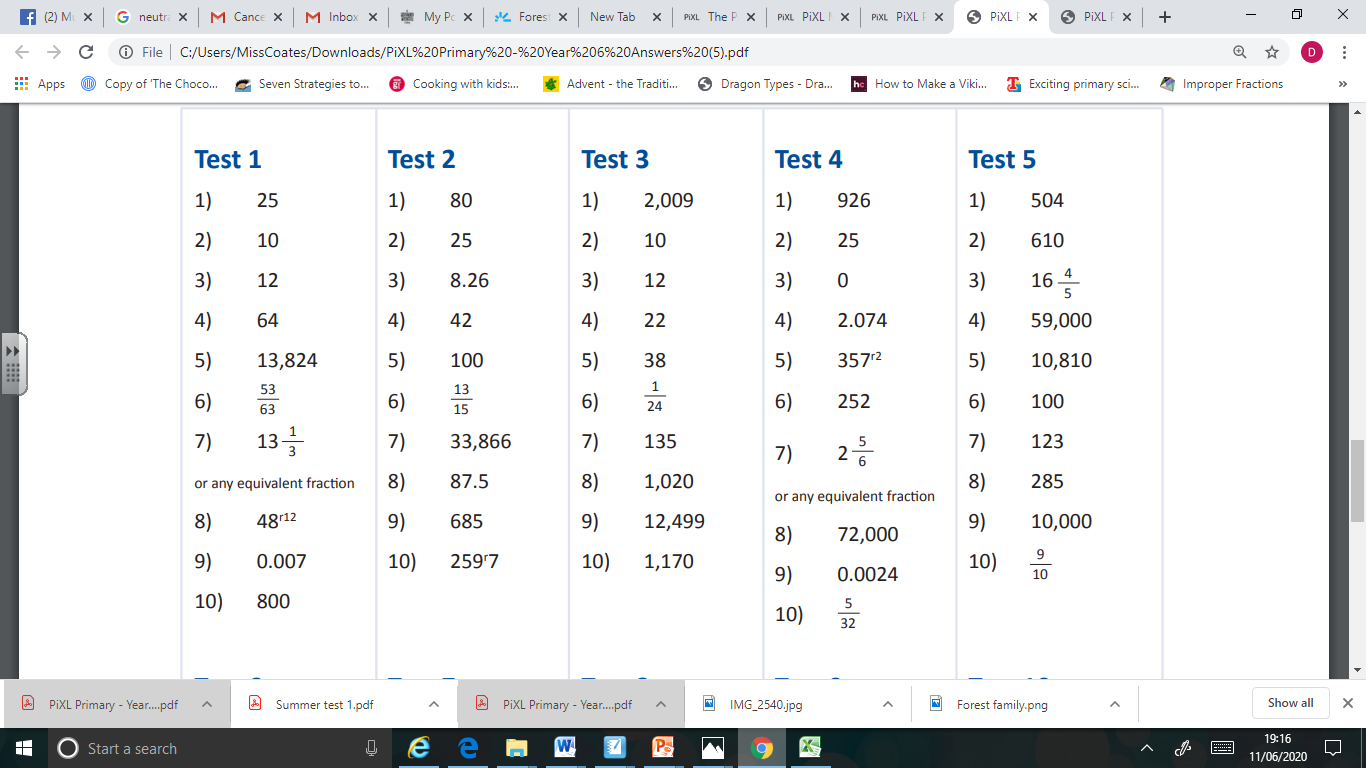 (2) Mi
neutra
Cance
Inbox
My Po
Forest
New Tab
PiXL The P
PiXL PiXL M
PiXL PiXL F
PiXL F
PiXL F
File C:/Users/MissCoates/Downloads/PiXL%20Primary%20-%20Year%206%20Answers%20(5).pdf D
Apps Copy of 'The Choco... Seven Strategies to... Cooking with kids:... Advent - the Traditi... Dragon Types - Dra... hc How to Make a Vik... Exciting primary sci... Improper Fractions »
Test 1
1) 25
2) 10
3) 12
4) 64
5) 13,824
6) 53/63
7) 13 1/3
or any equivalent fraction
8) 48r12
9) 0.007
10) 800
Test 2
1) 80
2) 25
3) 8.26
4) 42
5) 100
6) 13/15
7) 33,866
8) 87.5
9) 685
10) 259r7
Test 3
1) 2,009
2) 10
3) 12
4) 22
5) 38
6) 1/24
7) 135
8) 1,020
9) 12,499
10) 1,170
Test 4
1) 926
2) 25
3) 0
4) 2.074
5) 357r2
6) 252
7) 2 5/6
or any equivalent fraction
8) 72,000
9) 0.0024
10) 5/32
Test 5
1) 504
2) 610
3) 16 4/5
4) 59,000
5) 10,810
6) 100
7) 123
8) 285
9) 10,000
10) 9/10
PiXL Primary - Year....pdf Summer test 1.pdf PiXL Primary - Year....pdf IMG_2540.jpg Forest family.png Show all
Start a search
19:16
11/06/2020